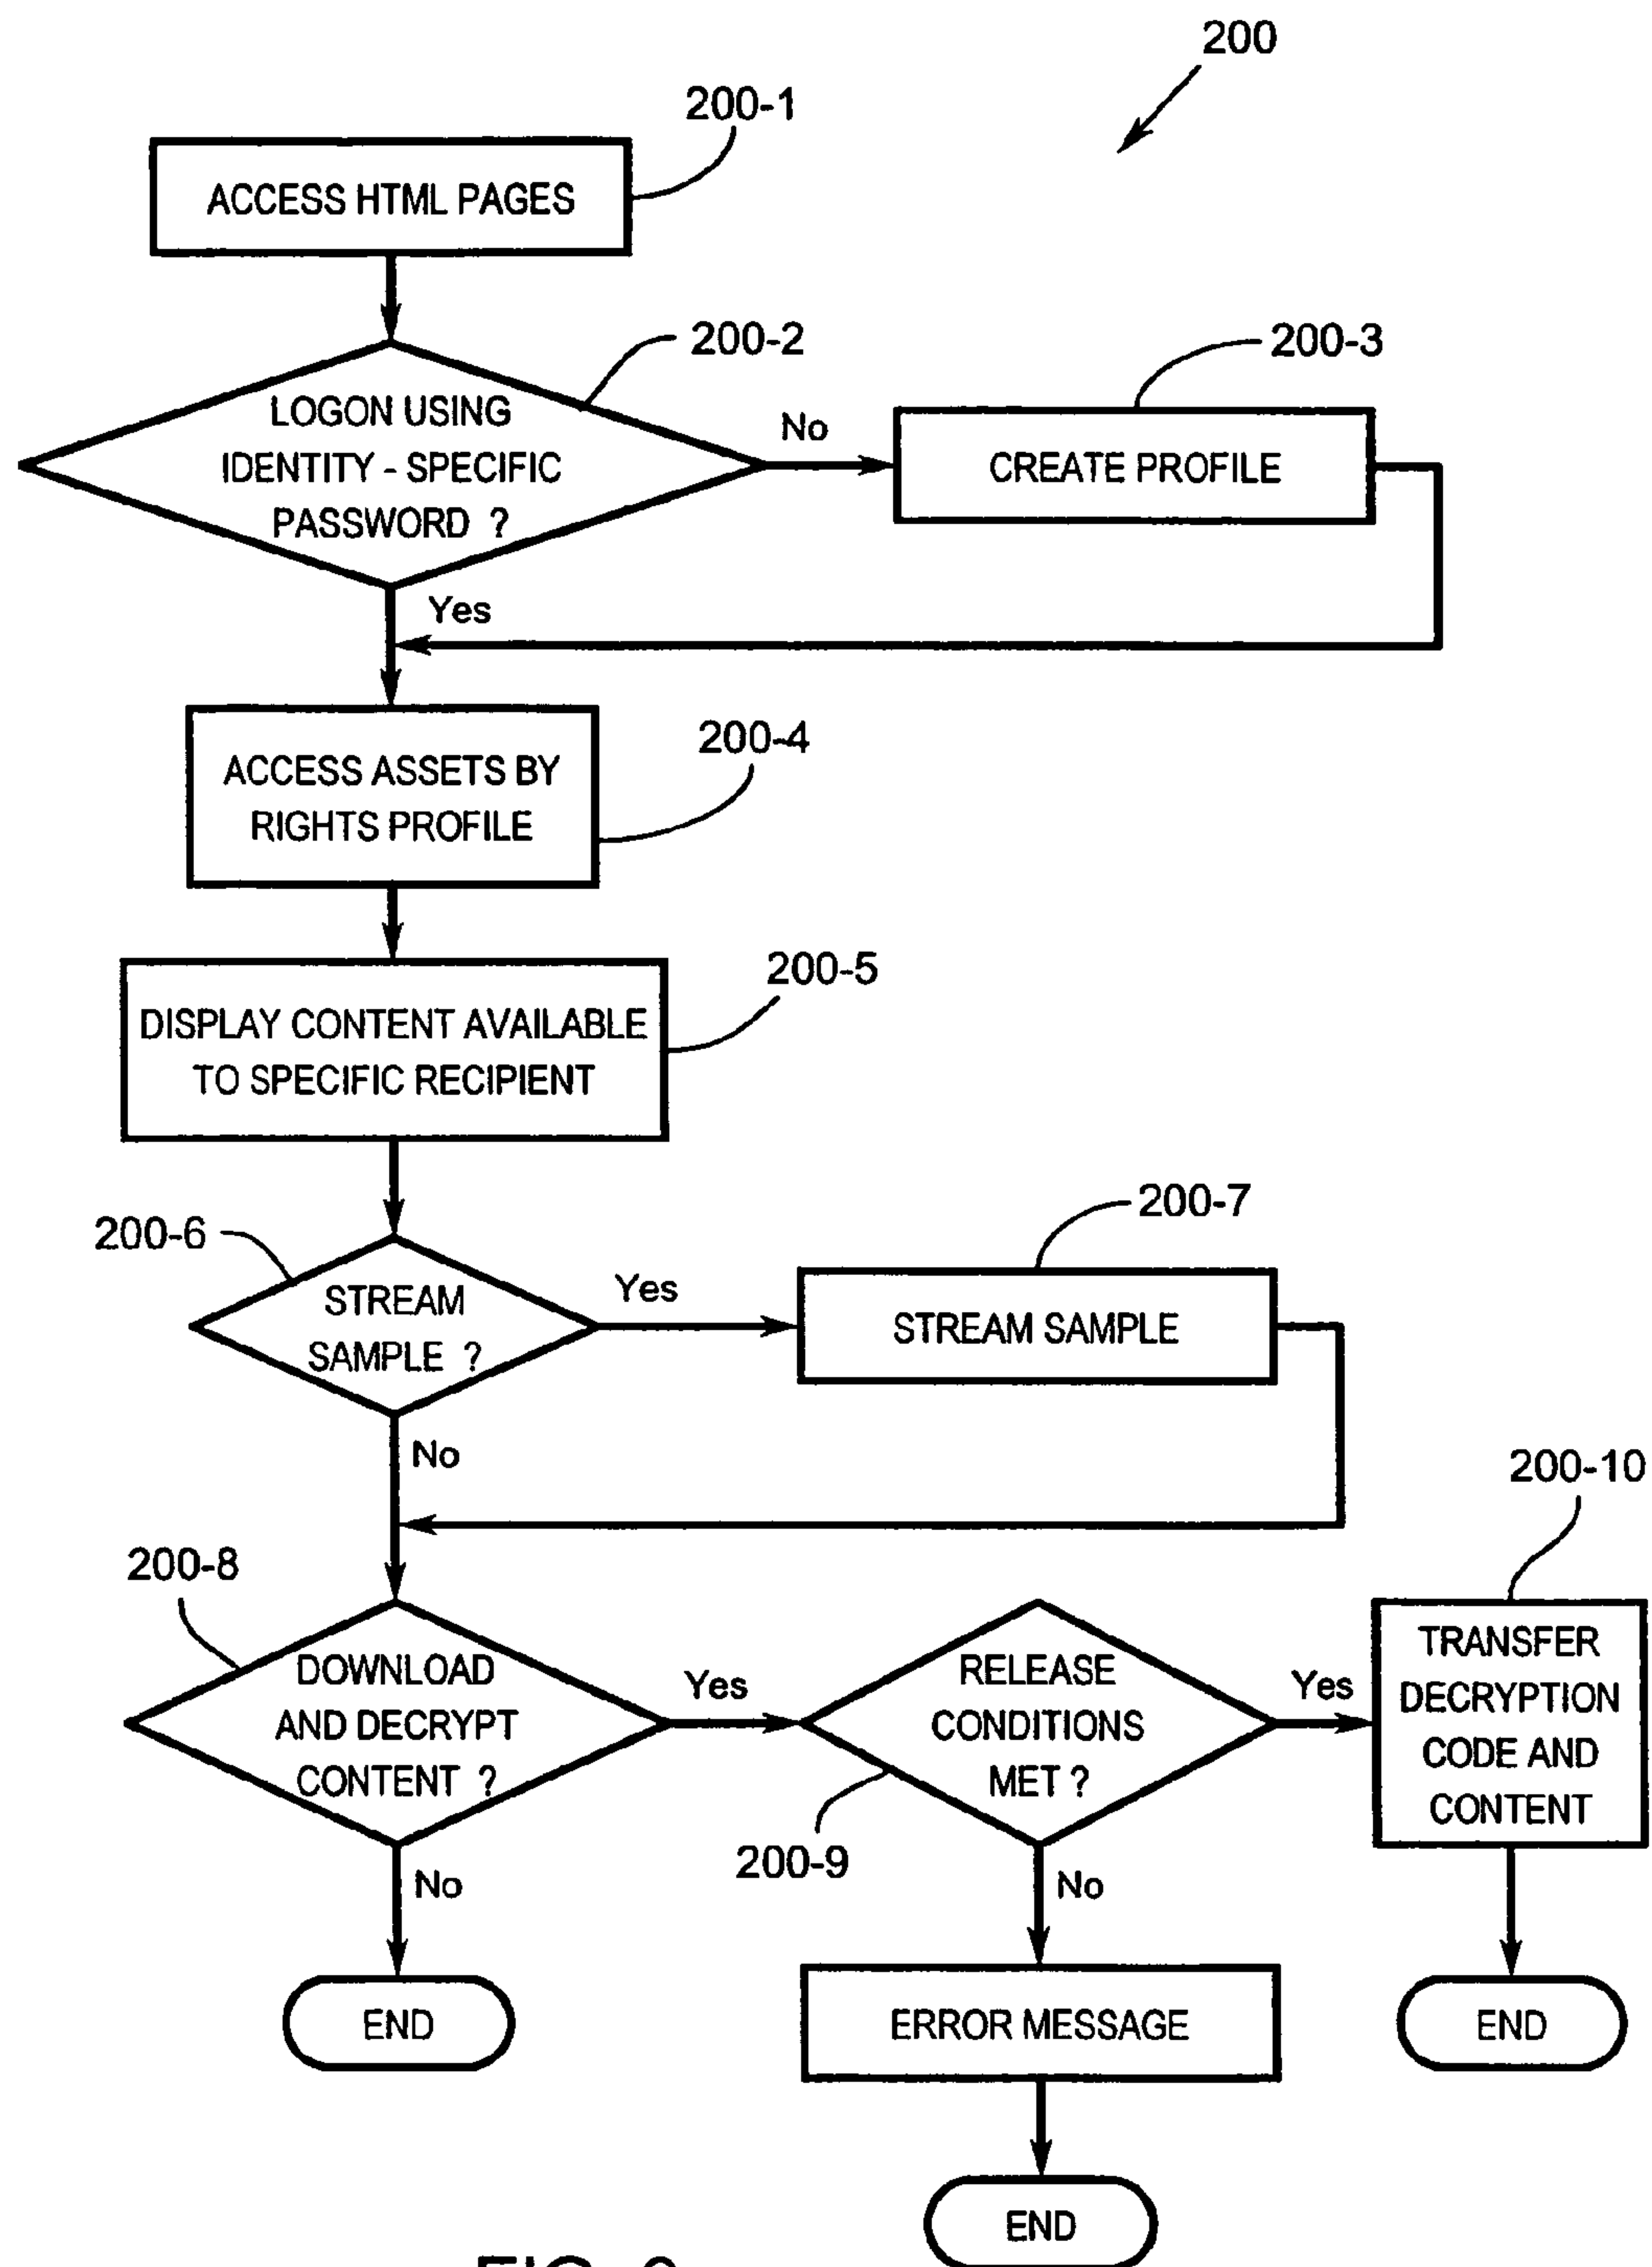 200
200-1
ACCESS HTML PAGES
200-2
LOGON USING
IDENTITY - SPECIFIC
PASSWORD ?
No
200-3
CREATE PROFILE
Yes
200-4
ACCESS ASSETS BY
RIGHTS PROFILE
200-5
DISPLAY CONTENT AVAILABLE
TO SPECIFIC RECIPIENT
200-6
STREAM
SAMPLE ?
Yes
200-7
STREAM SAMPLE
No
200-8
DOWNLOAD
AND DECRYPT
CONTENT ?
Yes
RELEASE
CONDITIONS
MET ?
200-9
Yes
200-10
TRANSFER
DECRYPTION
CODE AND
CONTENT
No
END
No
ERROR MESSAGE
END
END
FIG.